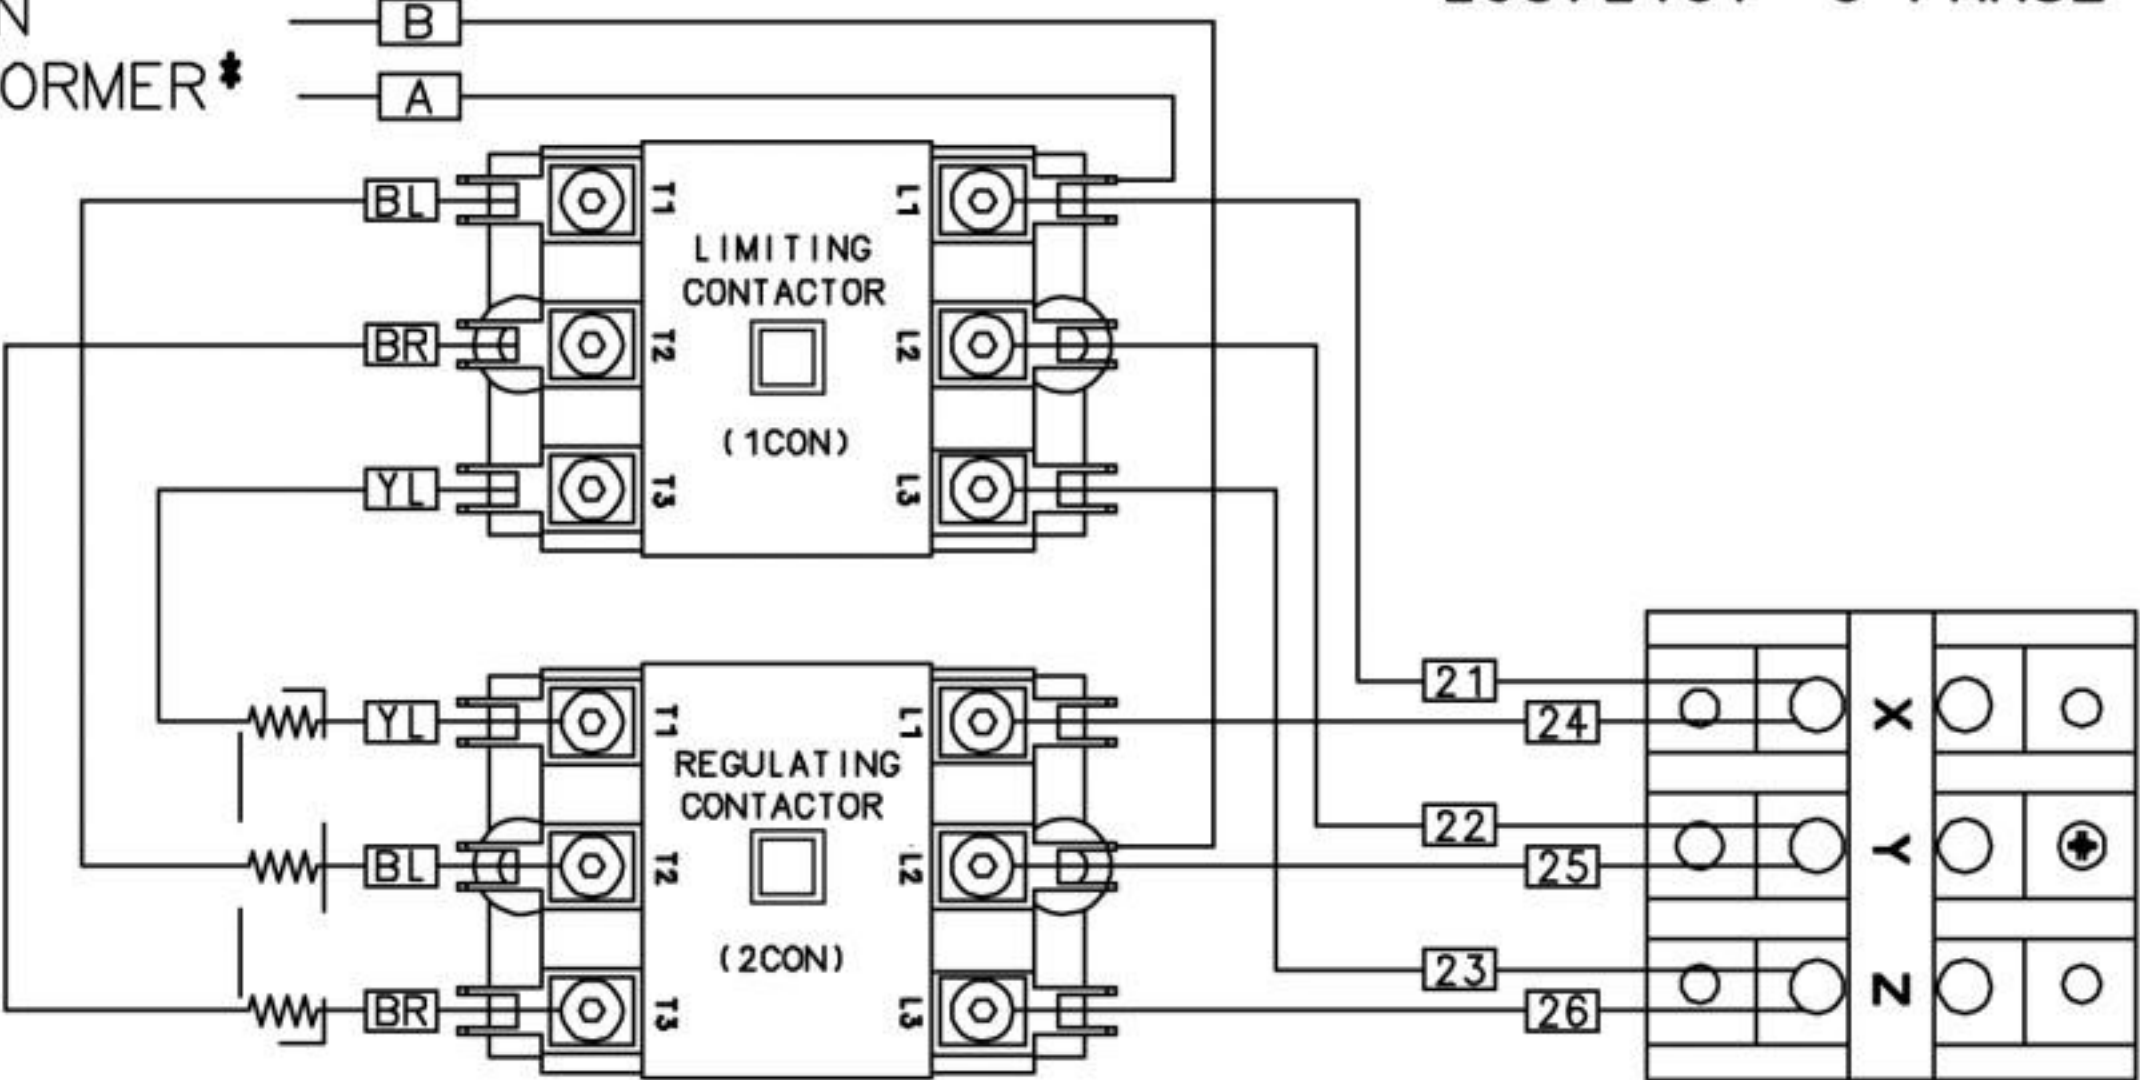 B
ORMER*
A
BL
T1
L1
LIMITING
CONTACTOR
BR
T2
L2
(1CON)
YL
T3
L3
21
YL
T1
L1
24
X
REGULATING
CONTACTOR
22
BL
T2
L2
25
Y
(2CON)
23
BR
T3
L3
26
Z